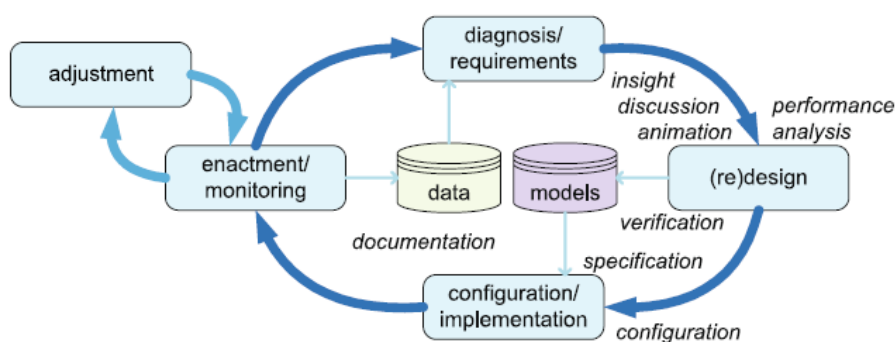 diagnosis/
requirements
adjustment
insight
discussion
animation
performance
analysis
enactment/
monitoring
data
models
(re)design
verification
documentation
specification
configuration/
implementation
configuration